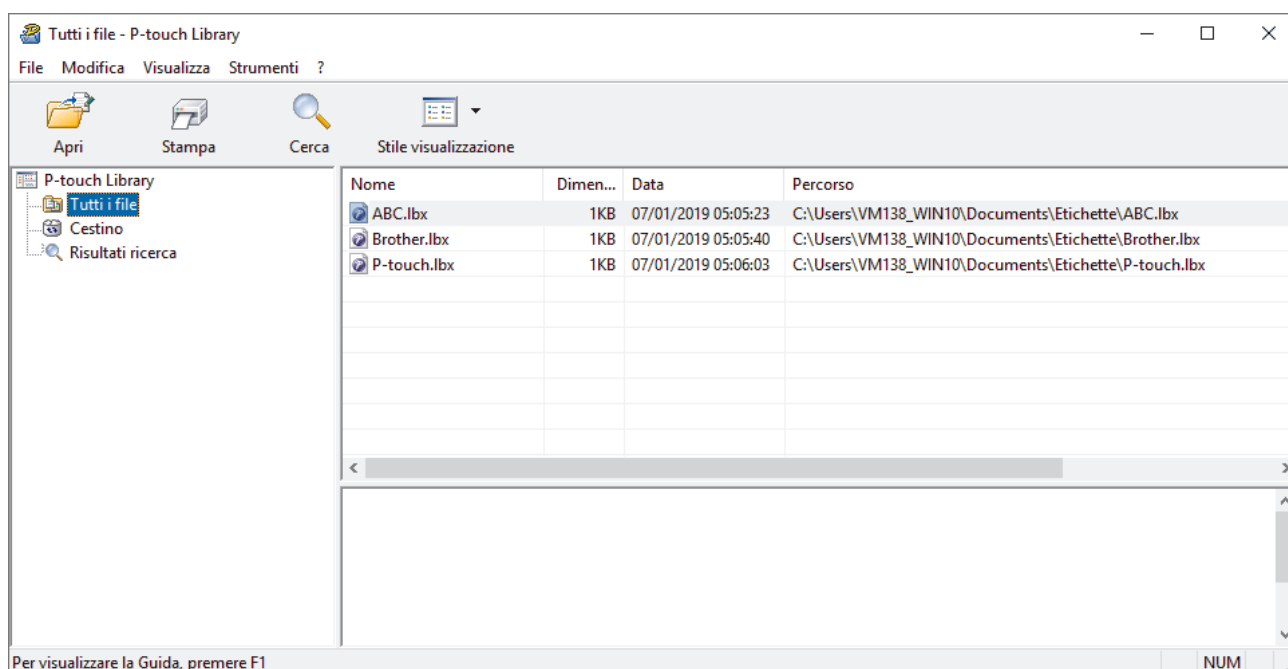 Tutti i file - P-touch Library
File Modifica Visualizza Strumenti ?
Apri Stampa Cerca Stile visualizzazione
P-touch Library
Tutti i file
Cestino
Risultati ricerca
Nome Dimen... Data Percorso
ABC.lbx 1KB 07/01/2019 05:05:23 C:\Users\VM138_WIN10\Documents\Etichette\ABC.lbx
Brother.lbx 1KB 07/01/2019 05:05:40 C:\Users\VM138_WIN10\Documents\Etichette\Brother.lbx
P-touch.lbx 1KB 07/01/2019 05:06:03 C:\Users\VM138_WIN10\Documents\Etichette\P-touch.lbx
Per visualizzare la Guida, premere F1 NUM